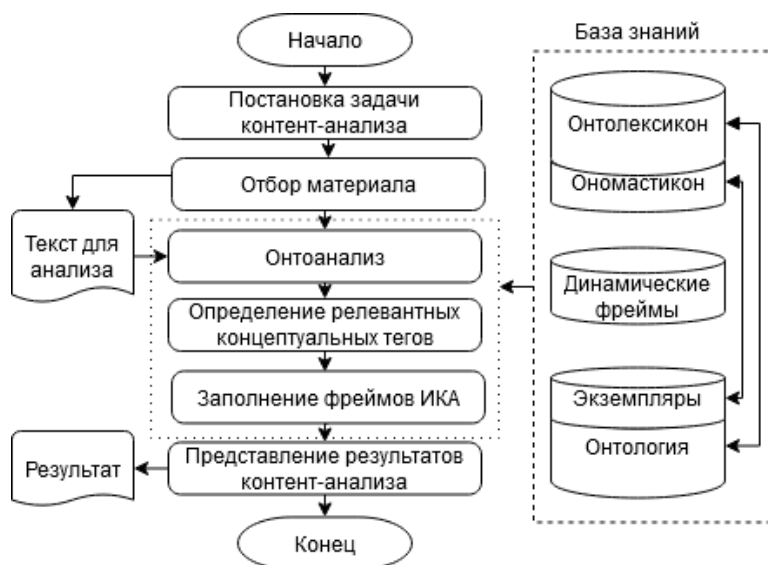 Начало
Постановка задачи
контент-анализа
Отбор материала
Текст для
анализа
Онтоанализ
Определение релевантных
концептуальных тегов
Заполнение фреймов ИКА
Представление результатов
контент-анализа
Результат
Конец
База знаний
Онтолексикон
Ономастикон
Динамические
фреймы
Экземпляры
Онтология